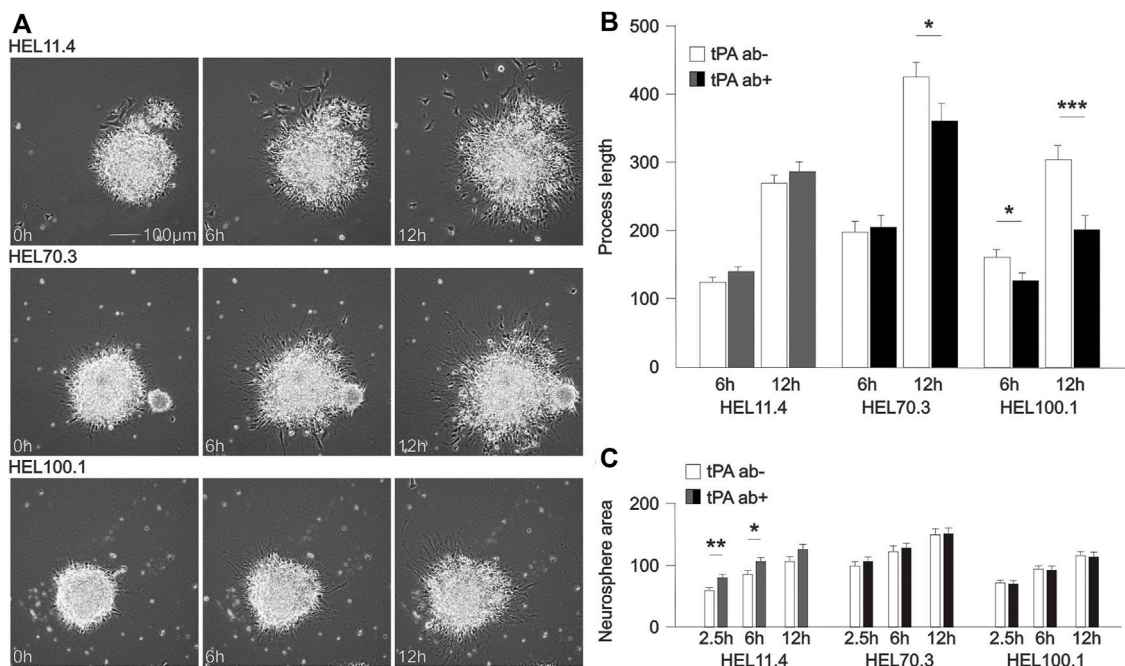 A
HEL11.4
0h
100µm
6h
12h
HEL70.3
0h
6h
12h
HEL100.1
0h
6h
12h
B
500
400
300
200
100
0
Process length
tPA ab-
tPA ab+
*
*
***
6h 12h 6h 12h 6h 12h
HEL11.4 HEL70.3 HEL100.1
C
200
100
0
Neurosphere area
tPA ab-
tPA ab+
**
*
2.5h 6h 12h 2.5h 6h 12h 2.5h 6h 12h
HEL11.4 HEL70.3 HEL100.1